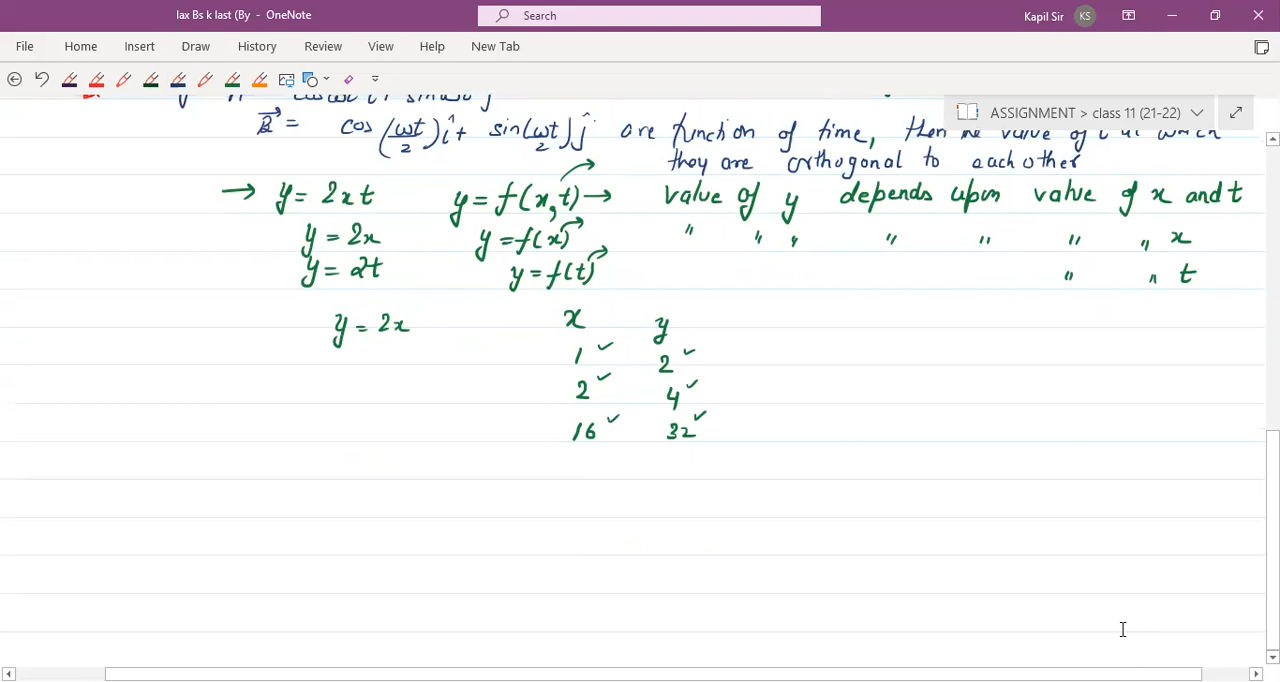 lax Bs k last (By - OneNote
Search
Kapil Sir KS
File Home Insert Draw History Review View Help New Tab
ASSIGNMENT > class 11 (21-22)
B⃗ = cos(ωt/2)î + sin(ωt/2)ĵ are function of time, then the value of t at which
they are orthogonal to each other
→ y = 2xt y = f(x,t) → value of y depends upon value of x and t
y = 2x y = f(x) " " " " " " " x
y = 2t y = f(t) " " t
y = 2x x y
1 ✓ 2 ✓
2 ✓ 4 ✓
16 ✓ 32 ✓